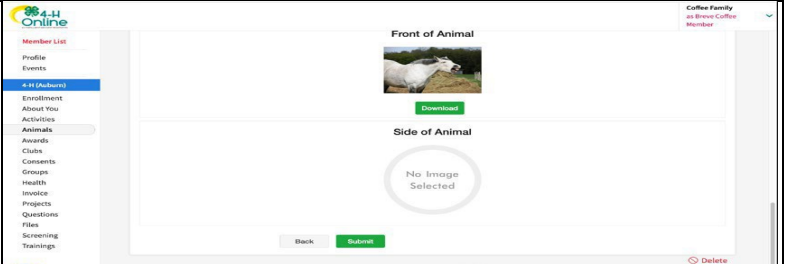 4-H
Online
Coffee Family
as Breve Coffee
Member
Member List
Profile
Events
4-H (Auburn)
Enrollment
About You
Activities
Animals
Awards
Clubs
Consents
Groups
Health
Invoice
Projects
Questions
Files
Screening
Trainings
Front of Animal
Download
Side of Animal
No Image
Selected
Back
Submit
Delete